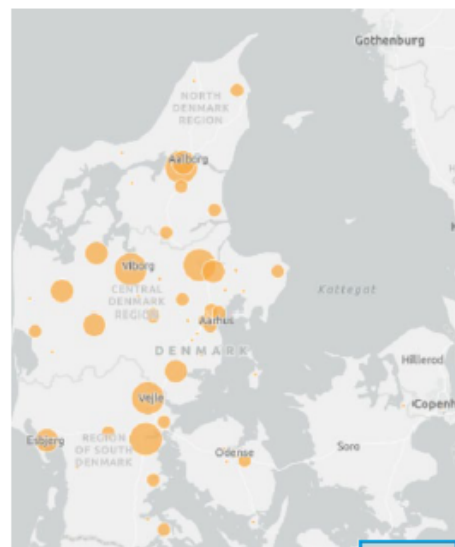 Gothenburg
NORTH
DENMARK
REGION
Aalborg
Viborg
CENTRAL
DENMARK
REGION
Kattegat
Aarhus
DENMARK
Hillerod
Vejle
Copenh
Esbjerg
REGION
OF SOUTH
DENMARK
Odense
Soro